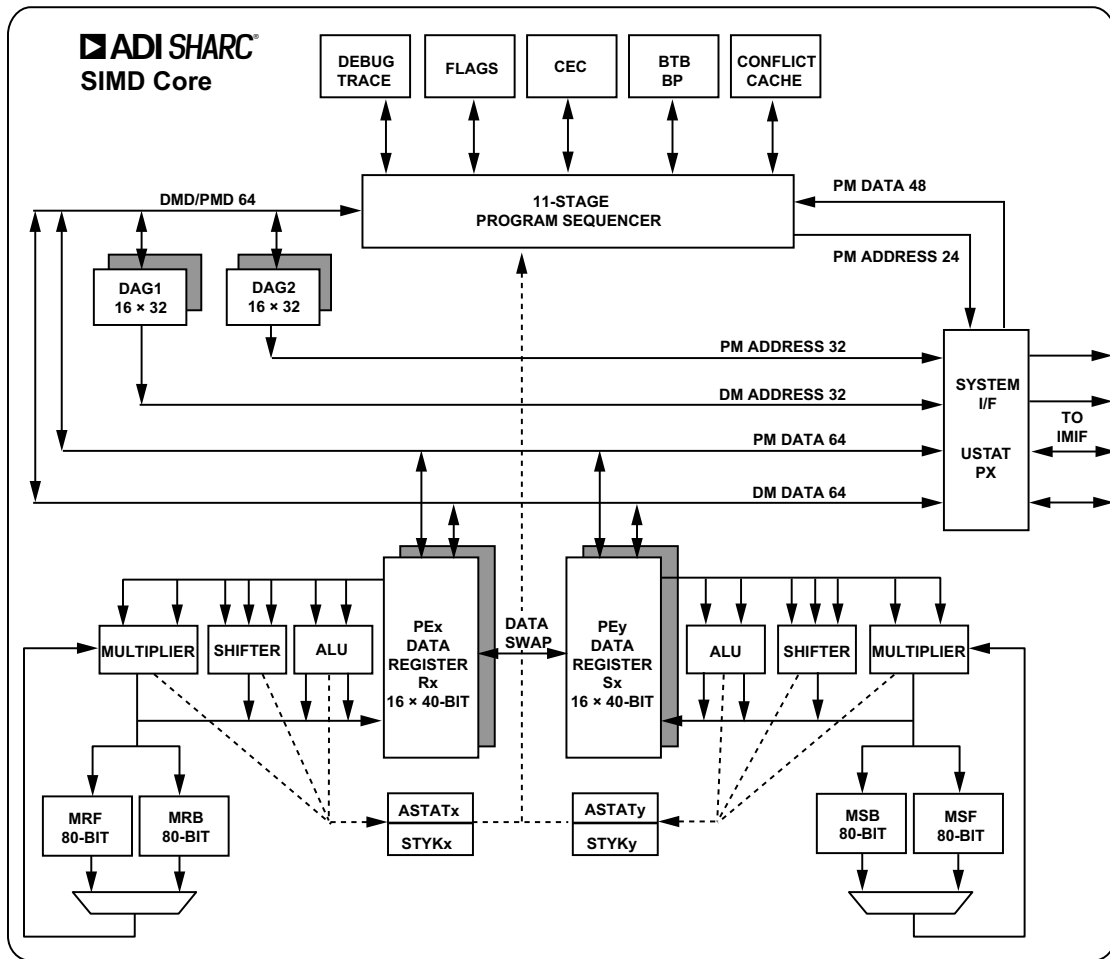 ADI SHARC®
SIMD Core
DEBUG
TRACE
FLAGS
CEC
BTB
BP
CONFLICT
CACHE
DMD/PMD 64
11-STAGE
PROGRAM SEQUENCER
PM DATA 48
PM ADDRESS 24
DAG1
16 × 32
DAG2
16 × 32
PM ADDRESS 32
DM ADDRESS 32
PM DATA 64
DM DATA 64
SYSTEM
I/F
USTAT
PX
TO
IMIF
MULTIPLIER
SHIFTER
ALU
PEx
DATA
REGISTER
Rx
16 × 40-BIT
DATA
SWAP
PEy
DATA
REGISTER
Sx
16 × 40-BIT
ALU
SHIFTER
MULTIPLIER
MRF
80-BIT
MRB
80-BIT
ASTATx
STYKx
ASTATy
STYKy
MSB
80-BIT
MSF
80-BIT